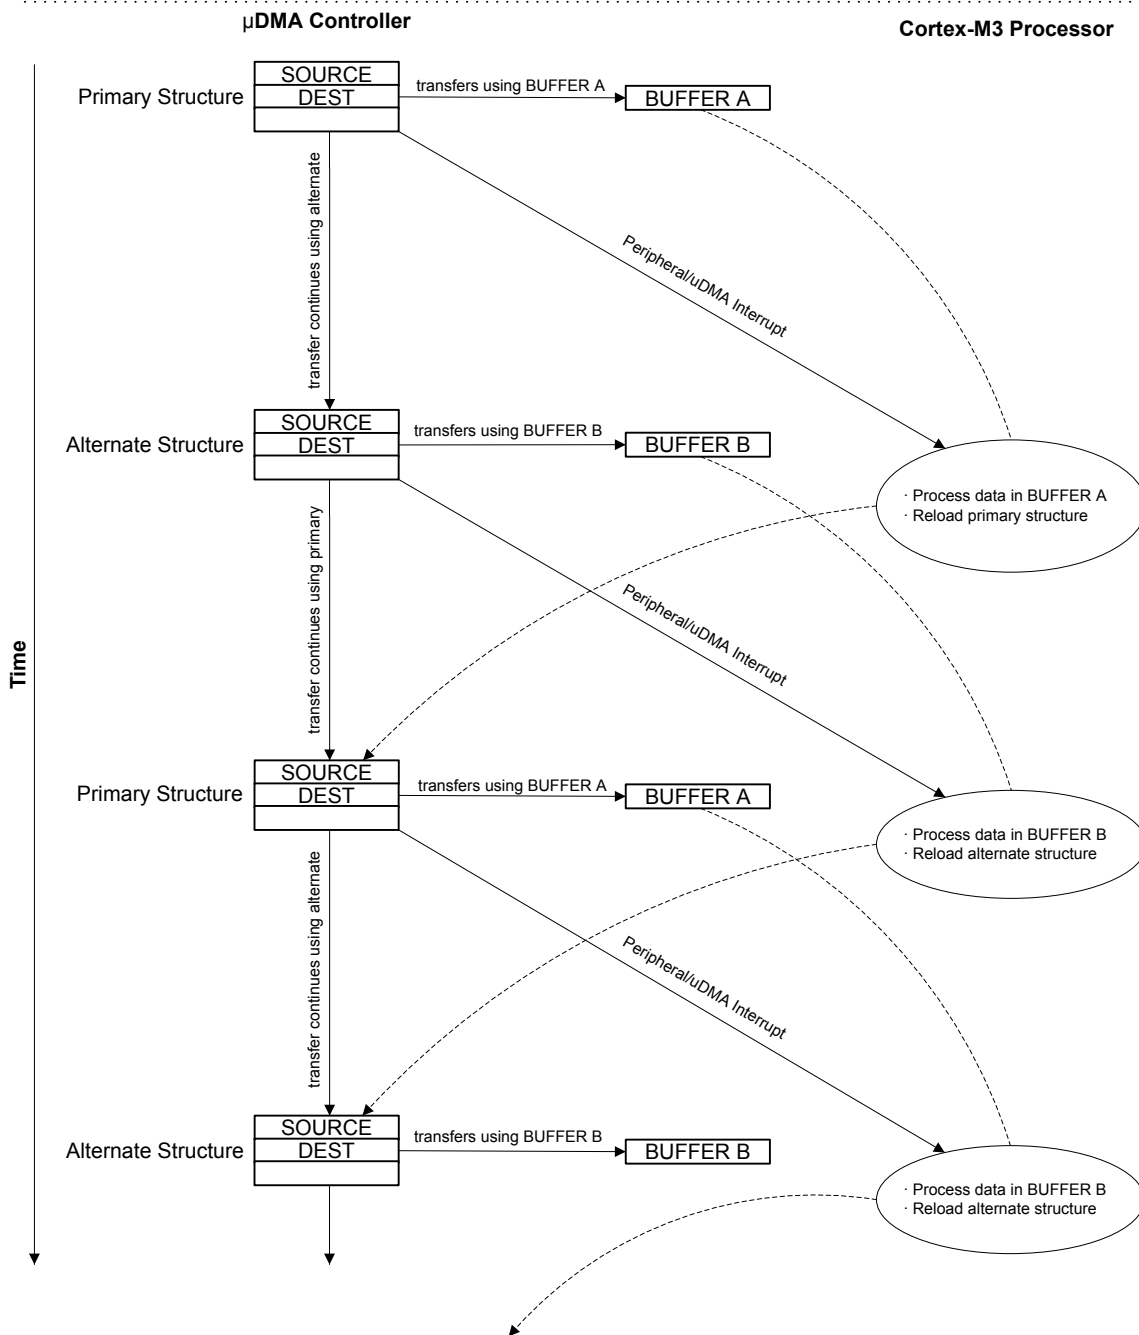 µDMA Controller
Cortex-M3 Processor
SOURCE
Primary Structure
DEST
transfers using BUFFER A
BUFFER A
transfer continues using alternate
Peripheral/uDMA Interrupt
SOURCE
Alternate Structure
DEST
transfers using BUFFER B
BUFFER B
· Process data in BUFFER A
· Reload primary structure
transfer continues using primary
Peripheral/uDMA Interrupt
Time
SOURCE
Primary Structure
DEST
transfers using BUFFER A
BUFFER A
· Process data in BUFFER B
· Reload alternate structure
transfer continues using alternate
Peripheral/uDMA Interrupt
SOURCE
Alternate Structure
DEST
transfers using BUFFER B
BUFFER B
· Process data in BUFFER B
· Reload alternate structure